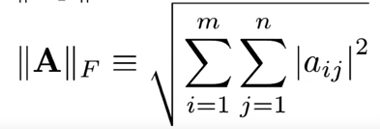 ‖A‖_F ≡ √(∑_{i=1}^{m} ∑_{j=1}^{n} |a_{ij}|²)